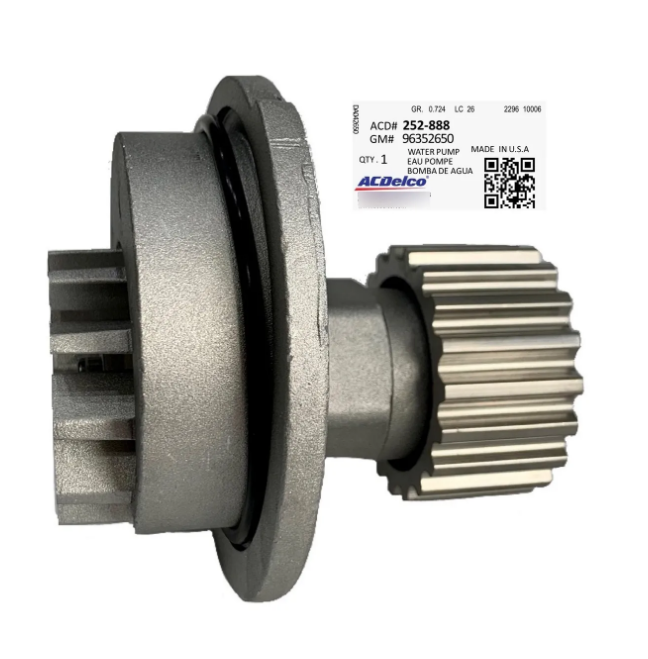 GR. 0.724 LC 26 2296 10006
DA042650
ACD# 252-888
GM# 96352650
WATER PUMP MADE IN U.S.A
QTY. 1 EAU POMPE
BOMBA DE AGUA
ACDelco